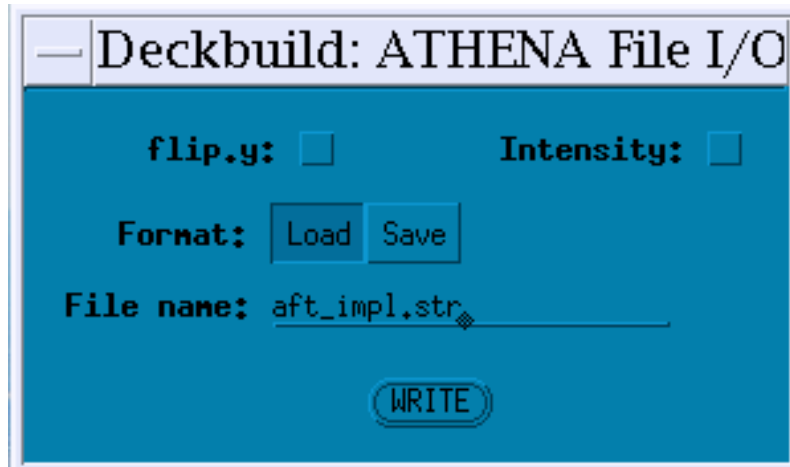 Deckbuild: ATHENA File I/O
flip.y: Intensity:
Format: Load Save
File name: aft_impl.str
WRITE